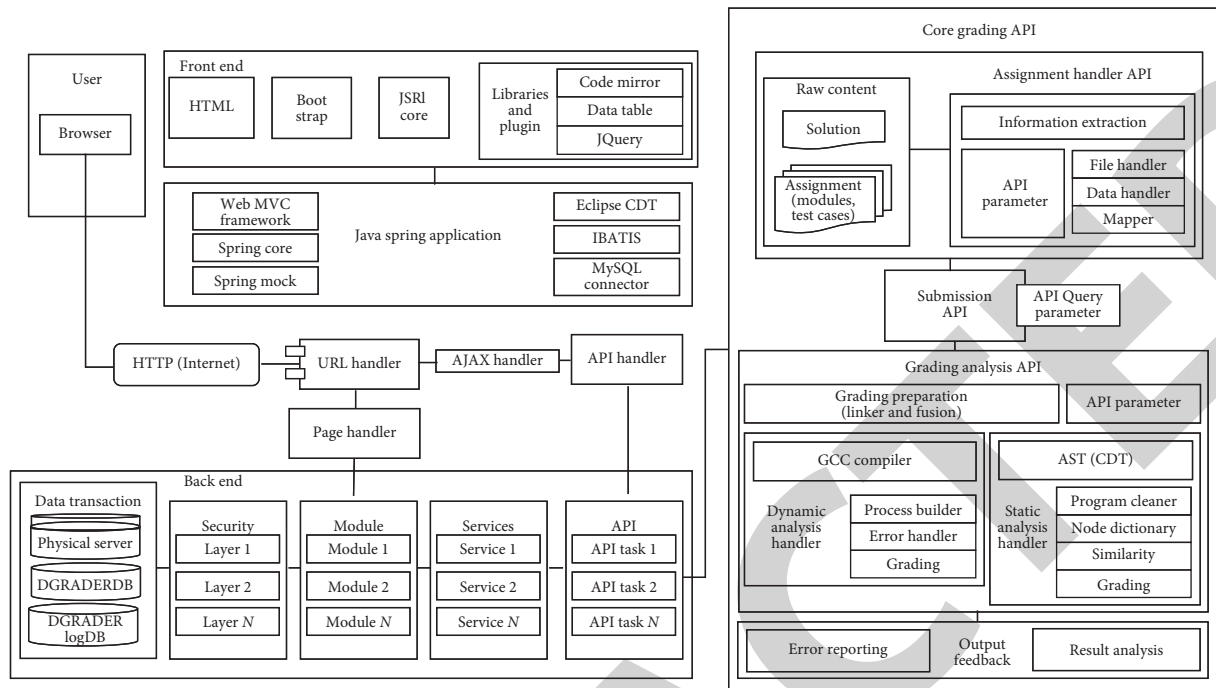 User
Browser
Front end
HTML
Boot
strap
JSRl
core
Libraries
and
plugin
Code mirror
Data table
JQuery
Web MVC
framework
Spring core
Spring mock
Java spring application
Eclipse CDT
IBATIS
MySQL
connector
HTTP (Internet)
URL handler
AJAX handler
API handler
Page handler
Back end
Data transaction
Physical server
DGRADERDB
DGRADER
logDB
Security
Layer 1
Layer 2
Layer N
Module
Module 1
Module 2
Module N
Services
Service 1
Service 2
Service N
API
API task 1
API task 2
API task N
Core grading API
Assignment handler API
Raw content
Solution
Assignment
(modules,
test cases)
Information extraction
API
parameter
File handler
Data handler
Mapper
Submission
API
API Query
parameter
Grading analysis API
Grading preparation
(linker and fusion)
API parameter
GCC compiler
Dynamic
analysis
handler
Process builder
Error handler
Grading
AST (CDT)
Static
analysis
handler
Program cleaner
Node dictionary
Similarity
Grading
Error reporting
Output
feedback
Result analysis